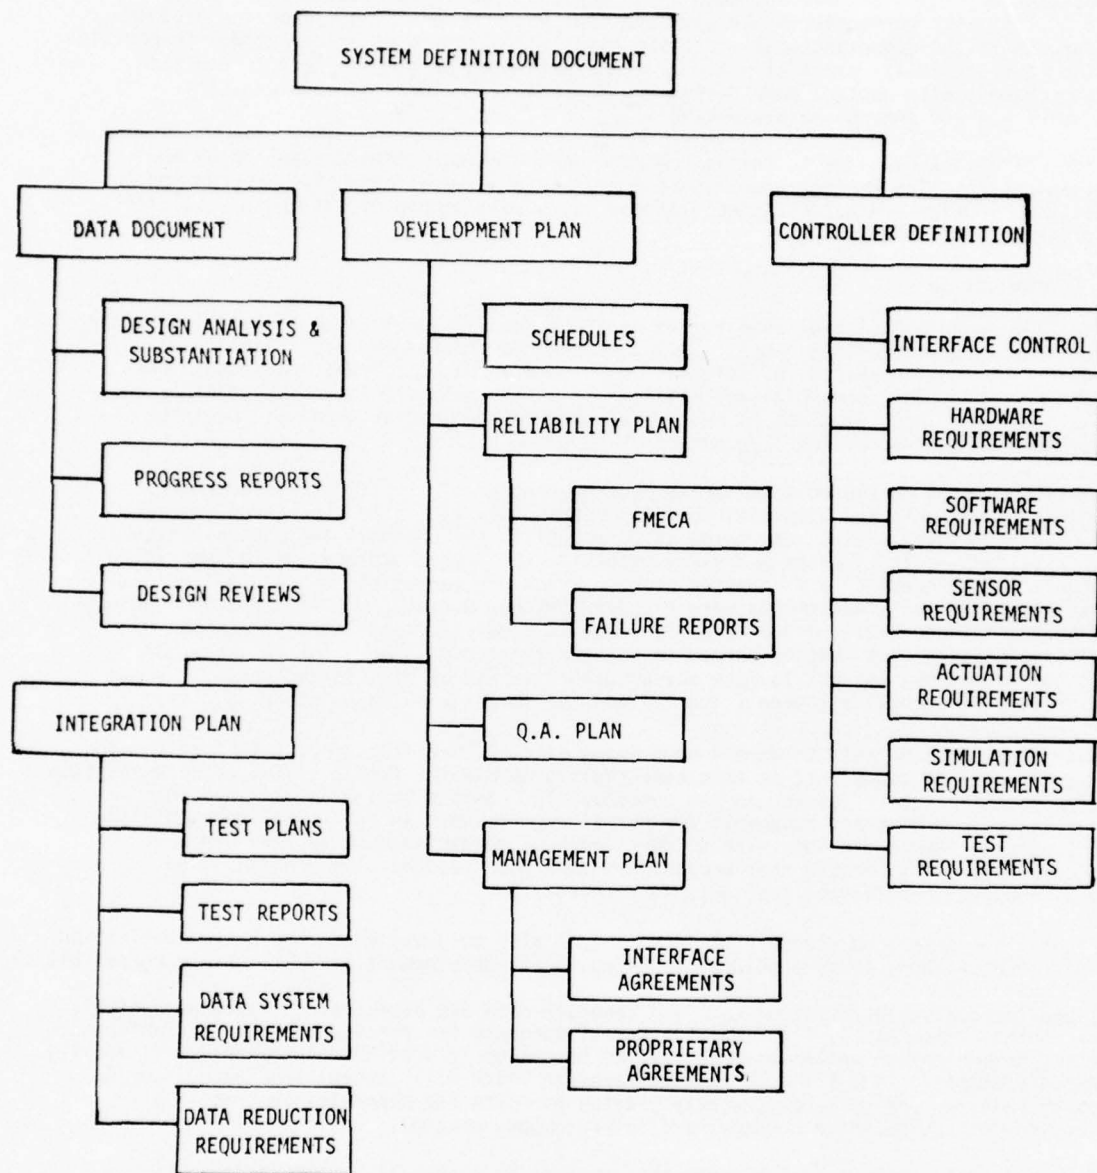 SYSTEM DEFINITION DOCUMENT
DATA DOCUMENT
DESIGN ANALYSIS &
SUBSTANTIATION
PROGRESS REPORTS
DESIGN REVIEWS
DEVELOPMENT PLAN
SCHEDULES
RELIABILITY PLAN
FMECA
FAILURE REPORTS
INTEGRATION PLAN
TEST PLANS
TEST REPORTS
DATA SYSTEM
REQUIREMENTS
DATA REDUCTION
REQUIREMENTS
Q.A. PLAN
MANAGEMENT PLAN
INTERFACE
AGREEMENTS
PROPRIETARY
AGREEMENTS
CONTROLLER DEFINITION
INTERFACE CONTROL
HARDWARE
REQUIREMENTS
SOFTWARE
REQUIREMENTS
SENSOR
REQUIREMENTS
ACTUATION
REQUIREMENTS
SIMULATION
REQUIREMENTS
TEST
REQUIREMENTS